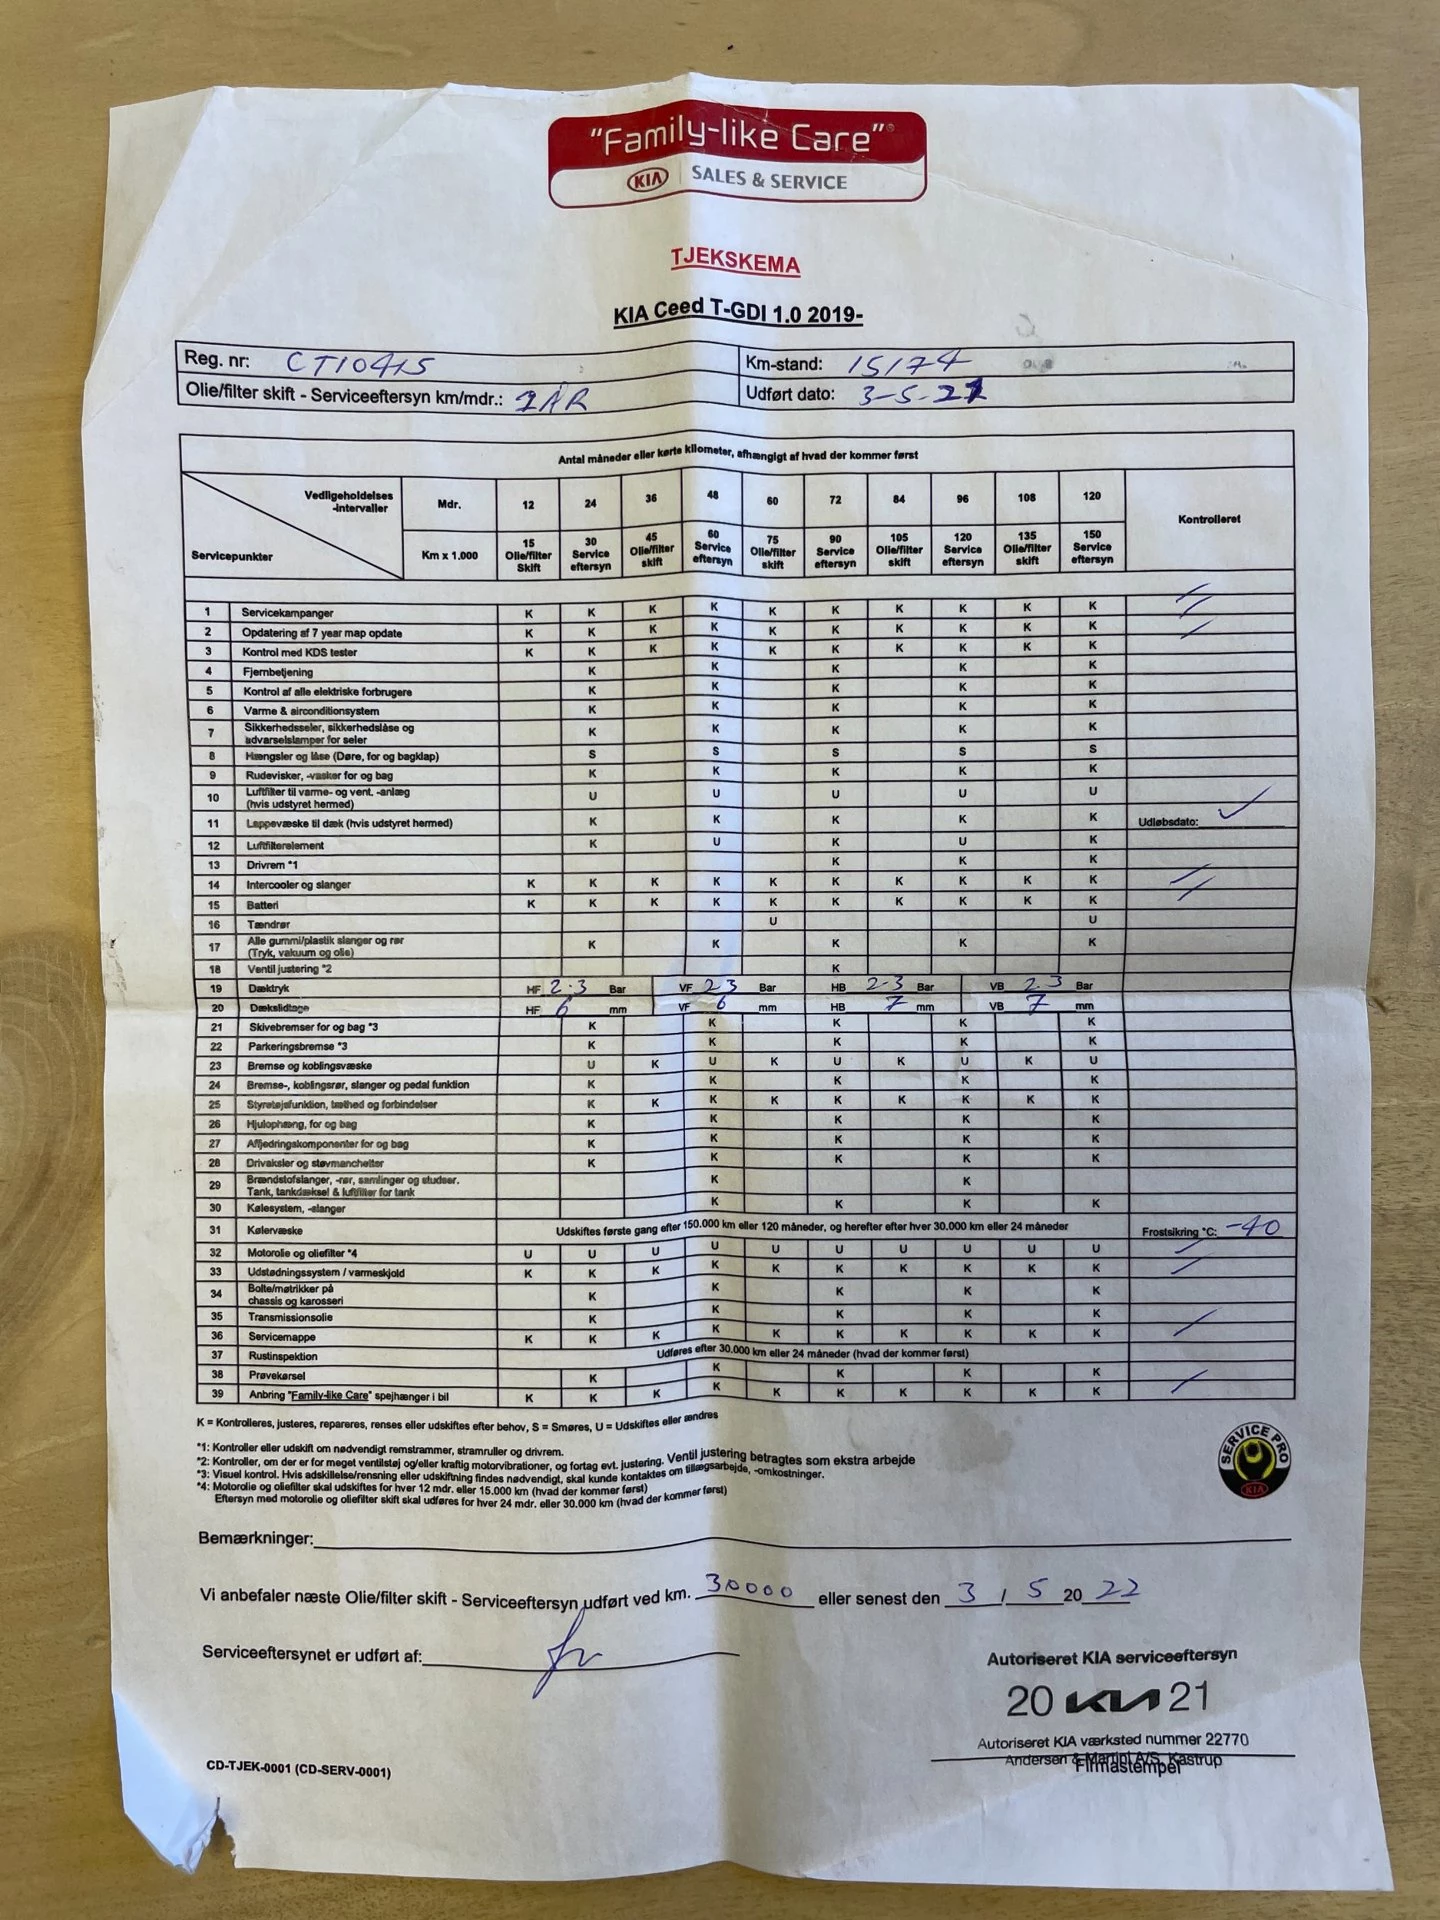 "Family-like Care"®
KIA SALES & SERVICE
TJEKSKEMA
KIA Ceed T-GDI 1.0 2019-
Reg. nr: CT10415 Km-stand: 15174
Olie/filter skift - Serviceeftersyn km/mdr.: 1ÅR Udført dato: 3-5-21
Antal måneder eller kørte kilometer, afhængigt af hvad der kommer først
Vedligeholdelses -intervaller Mdr. 12 24 36 48 60 72 84 96 108 120 Kontrolleret
Servicepunkter Km x 1.000 15 Olie/filter Skift 30 Service eftersyn 45 Olie/filter skift 60 Service eftersyn 75 Olie/filter skift 90 Service eftersyn 105 Olie/filter skift 120 Service eftersyn 135 Olie/filter skift 150 Service eftersyn
1 Servicekampanger K K K K K K K K K K
2 Opdatering af 7 year map opdate K K K K K K K K K K
3 Kontrol med KDS tester K K K K K K K K K K
4 Fjernbetjening K K K K K
5 Kontrol af alle elektriske forbrugere K K K K K
6 Varme & airconditionsystem K K K K K
7 Sikkerhedsseler, sikkerhedslåse og advarselslamper for seler K K K K K
8 Hængsler og låse (Døre, for og bagklap) S S S S S
9 Rudevisker, -vasker for og bag K K K K K
10 Luftfilter til varme- og vent. -anlæg (hvis udstyret hermed) U U U U U
11 Lappevæske til dæk (hvis udstyret hermed) K K K K K Udløbsdato: ✓
12 Luftfilterelement K U K U K
13 Drivrem *1 K K K
14 Intercooler og slanger K K K K K K K K K K
15 Batteri K K K K K K K K K K
16 Tændrør U U
17 Alle gummi/plastik slanger og rør (Tryk, vakuum og olie) K K K K K
18 Ventil justering *2 K
19 Dæktryk HF 2.3 Bar VF 23 Bar HB 2-3 Bar VB 2.3 Bar
20 Dækslidtage HF 6 mm VF 6 mm HB 7 mm VB 7 mm
21 Skivebremser for og bag *3 K K K K K
22 Parkeringsbremse *3 K K K K K
23 Bremse og koblingsvæske U K U K U K U K U
24 Bremse-, koblingsrør, slanger og pedal funktion K K K K K
25 Styretøjsfunktion, tæthed og forbindelser K K K K K K K K K
26 Hjulophæng, for og bag K K K K K
27 Affjedringskomponenter for og bag K K K K K
28 Drivaksler og støvmanchetter K K K K K
29 Brændstofslanger, -rør, samlinger og studser. Tank, tankdæksel & luftfilter for tank K K
30 Kølesystem, -slanger K K K K
31 Kølervæske Udskiftes første gang efter 150.000 km eller 120 måneder, og herefter efter hver 30.000 km eller 24 måneder Frostsikring °C: -40
32 Motorolie og oliefilter *4 U U U U U U U U U U
33 Udstødningssystem / varmeskjold K K K K K K K K K K
34 Bolte/møtrikker på chassis og karosseri K K K K K
35 Transmissionsolie K K K K K
36 Servicemappe K K K K K K K K K K
37 Rustinspektion Udføres efter 30.000 km eller 24 måneder (hvad der kommer først)
38 Prøvekørsel K K K K K
39 Anbring "Family-like Care" spejhænger i bil K K K K K K K K K K
K = Kontrolleres, justeres, repareres, renses eller udskiftes efter behov, S = Smøres, U = Udskiftes eller ændres
*1: Kontroller eller udskift om nødvendigt remstrammer, stramruller og drivrem.
*2: Kontroller, om der er for meget ventilstøj og/eller kraftig motorvibrationer, og fortag evt. justering. Ventil justering betragtes som ekstra arbejde
*3: Visuel kontrol. Hvis adskillelse/rensning eller udskiftning findes nødvendigt, skal kunde kontaktes om tillægsarbejde, -omkostninger.
*4: Motorolie og oliefilter skal udskiftes for hver 12 mdr. eller 15.000 km (hvad der kommer først)
Eftersyn med motorolie og oliefilter skift skal udføres for hver 24 mdr. eller 30.000 km (hvad der kommer først)
SERVICE PRO
KIA
Bemærkninger:
Vi anbefaler næste Olie/filter skift - Serviceeftersyn udført ved km. 30000 eller senest den 3 / 5 20 22
Serviceeftersynet er udført af:
Autoriseret KIA serviceeftersyn
20 KIA 21
Autoriseret KIA værksted nummer 22770
Andersen & Martini A/S, Kastrup
Firmastempel
CD-TJEK-0001 (CD-SERV-0001)